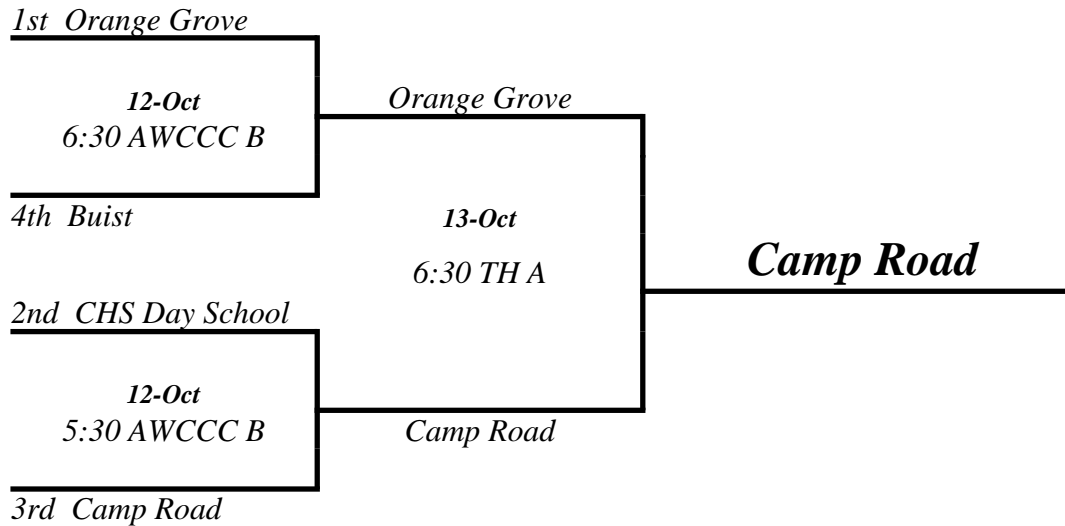 1st  Orange Grove
12-Oct
6:30 AWCCC B
4th  Buist
Orange Grove
13-Oct
6:30 TH A
Camp Road
2nd  CHS Day School
12-Oct
5:30 AWCCC B
3rd  Camp Road
Camp Road